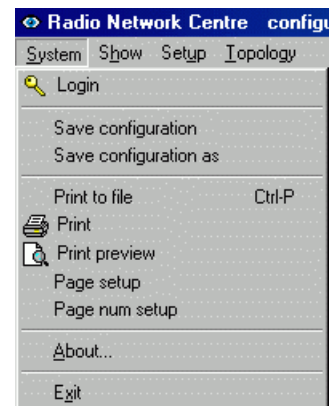 Radio Network Centre config
System Show Setup Topology
Login
Save configuration
Save configuration as
Print to file Ctrl-P
Print
Print preview
Page setup
Page num setup
About...
Exit